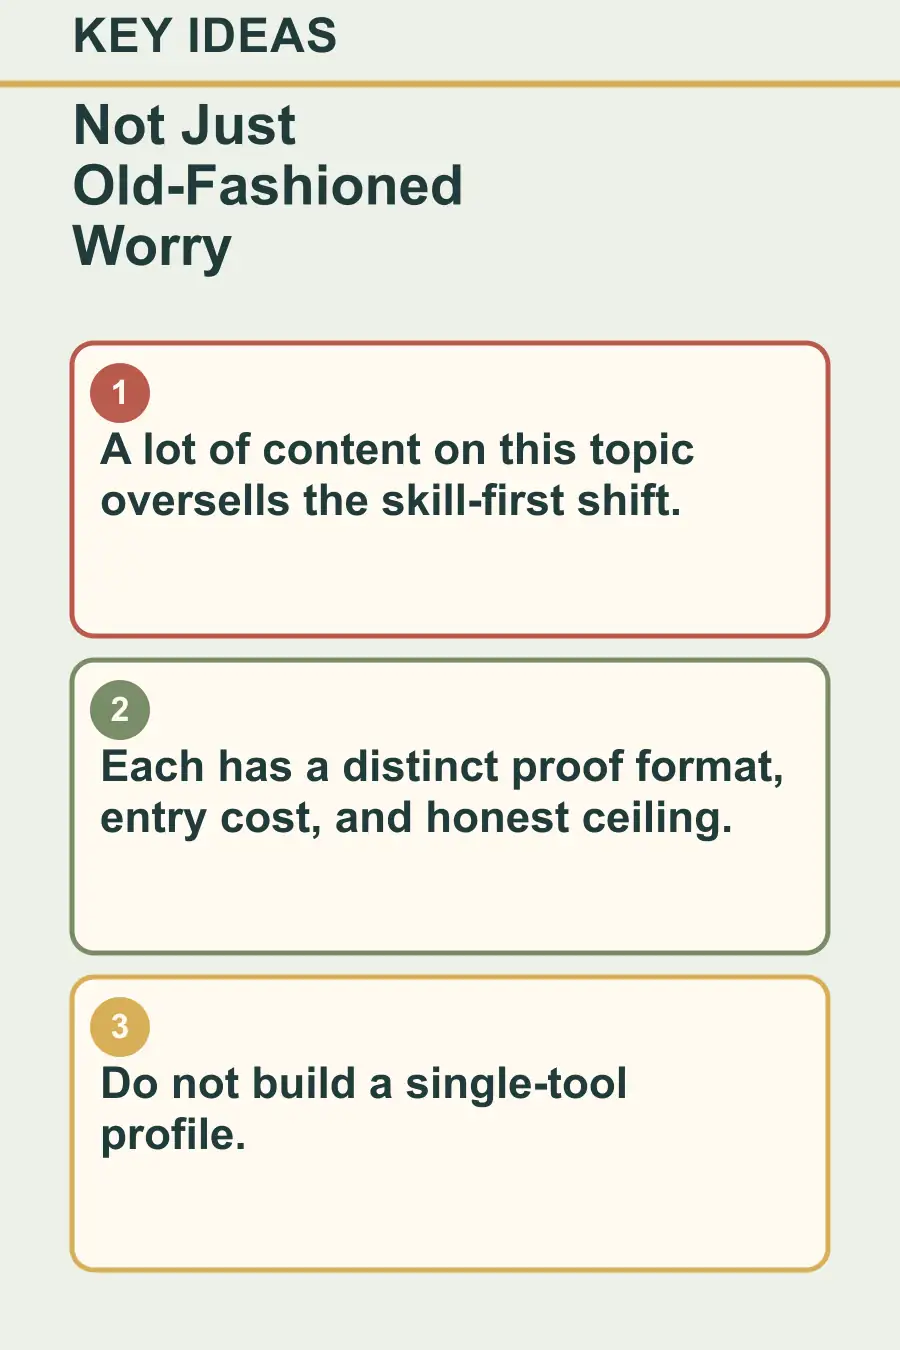 KEY IDEAS
Not Just
Old-Fashioned
Worry
1
A lot of content on this topic
oversells the skill-first shift.
2
Each has a distinct proof format,
entry cost, and honest ceiling.
3
Do not build a single-tool
profile.